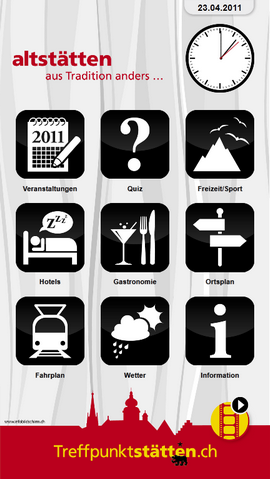 23.04.2011
altstätten
aus Tradition anders ...
2011
Veranstaltungen
?
Quiz
Freizeit/Sport
ZZZ
Hotels
Gastronomie
Ortsplan
Fahrplan
Wetter
i
Information
Treffpunktstätten.ch